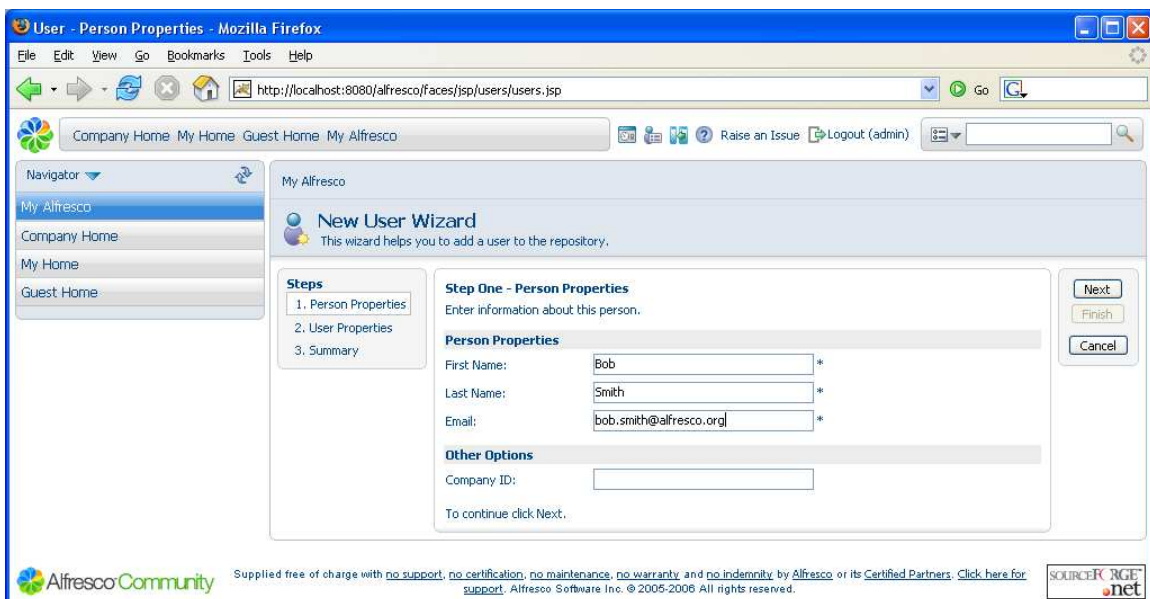 User - Person Properties - Mozilla Firefox
File Edit View Go Bookmarks Tools Help
http://localhost:8080/alfresco/faces/jsp/users/users.jsp Go G
Company Home My Home Guest Home My Alfresco ? Raise an Issue Logout (admin)
Navigator
My Alfresco
Company Home
My Home
Guest Home
My Alfresco
New User Wizard
This wizard helps you to add a user to the repository.
Steps
1. Person Properties
2. User Properties
3. Summary
Step One - Person Properties
Enter information about this person.
Person Properties
First Name: Bob *
Last Name: Smith *
Email: bob.smith@alfresco.org *
Other Options
Company ID:
To continue click Next.
Next
Finish
Cancel
Alfresco Community
Supplied free of charge with no support, no certification, no maintenance, no warranty and no indemnity by Alfresco or its Certified Partners. Click here for
support. Alfresco Software Inc. © 2005-2006 All rights reserved.
SOURCEFORGE
.net